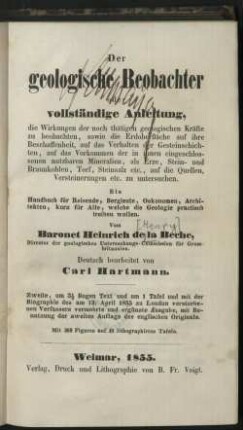 Der
geologische Beobachter
vollständige Anleitung,
die Wirkungen der noch thätigen geologischen Kräfte
zu beobachten, sowie die Erdoberfläche auf ihre
Beschaffenheit, auf das Verhalten der Gesteinschich-
ten, auf das Vorkommen der in ihnen eingeschlos-
senen nutzbaren Mineralien, als Erze, Stein- und
Braunkohlen, Torf, Steinsalz etc., auf die Quellen,
Versteinerungen etc. zu untersuchen.
Ein
Handbuch für Reisende, Bergleute, Oekonomen, Archi-
tekten, kurz für Alle, welche die Geologie practisch
treiben wollen.
Von
[Henry]
Baronet Heinrich de la Beche,
Director der geologischen Untersuchungs-Commission für Gross-
britannien.
Deutsch bearbeitet von
Carl Hartmann.
Zweite, um 3½ Bogen Text und um 1 Tafel und mit der
Biographie des am 13. April 1855 zu London verstorbe-
nen Verfassers vermehrte und ergänzte Ausgabe, mit Be-
nutzung der zweiten Auflage des englischen Originals.
Mit Figuren auf lithographirten Tafeln.
Weimar, 1855.
Verlag, Druck und Lithographie von B. Fr. Voigt.